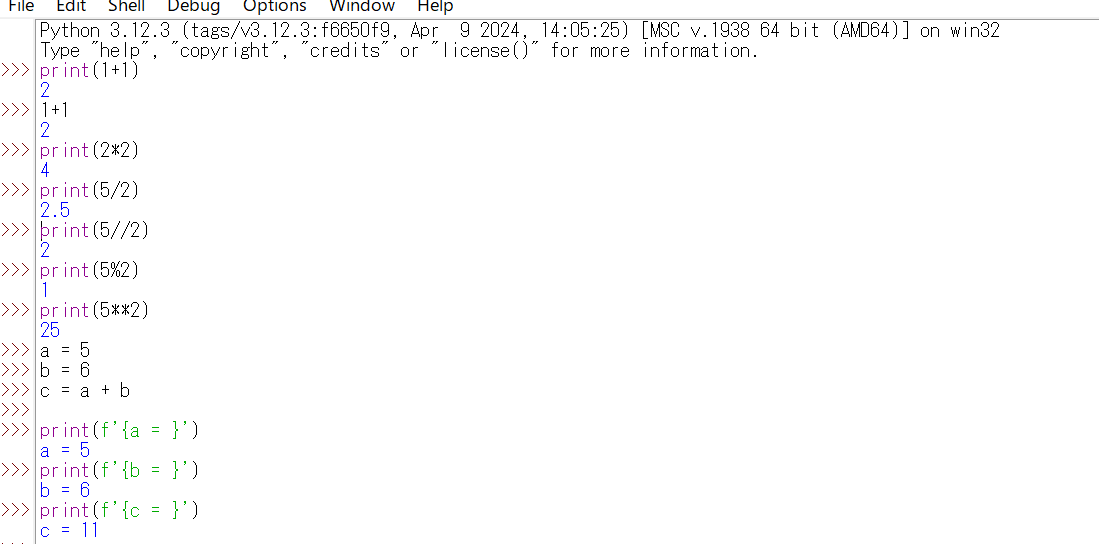 File Edit Shell Debug Options Window Help
Python 3.12.3 (tags/v3.12.3:f6650f9, Apr  9 2024, 14:05:25) [MSC v.1938 64 bit (AMD64)] on win32
Type "help", "copyright", "credits" or "license()" for more information.
>>> print(1+1)
2
>>> 1+1
2
>>> print(2*2)
4
>>> print(5/2)
2.5
>>> print(5//2)
2
>>> print(5%2)
1
>>> print(5**2)
25
>>> a = 5
>>> b = 6
>>> c = a + b
>>>
>>> print(f'{a = }')
a = 5
>>> print(f'{b = }')
b = 6
>>> print(f'{c = }')
c = 11